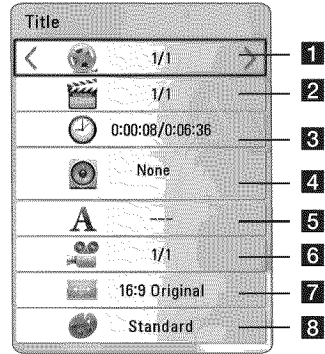 Title
1/1 1
1/1 2
0:00:08/0:06:36 3
None 4
A --- 5
1/1 6
16:9 Original 7
Standard 8